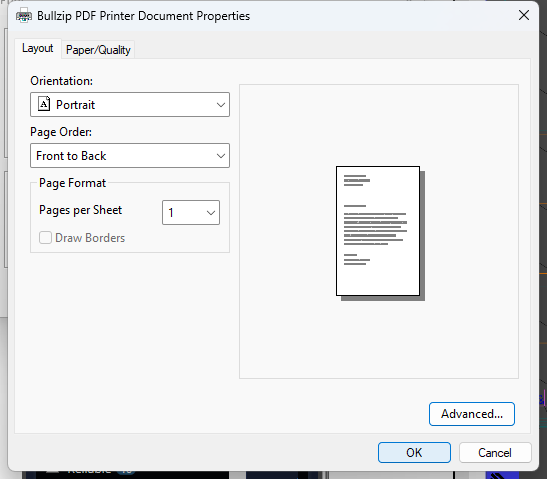 Bullzip PDF Printer Document Properties
Layout
Paper/Quality
Orientation:
A
Portrait
Page Order:
Front to Back
Page Format
Pages per Sheet
1
Draw Borders
Advanced...
OK
Cancel